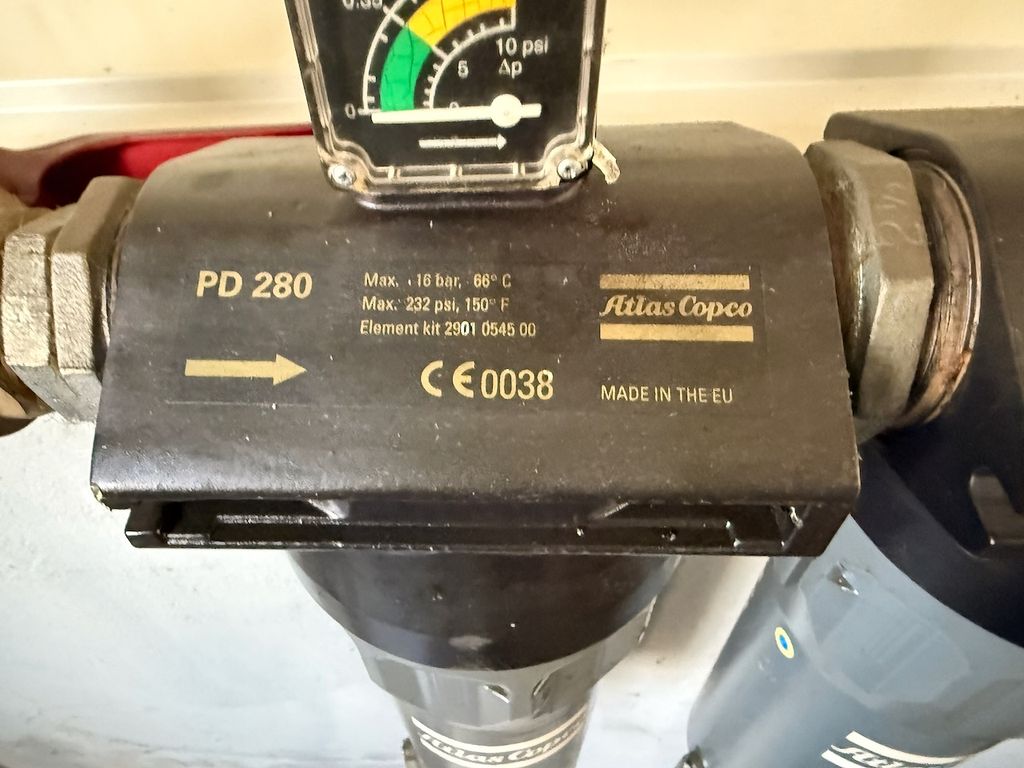 10 psi
5
Δp
0
PD 280
Max. 16 bar, 66° C
Max. 232 psi, 150° F
Element kit 2901 0545 00
Atlas Copco
CE 0038
MADE IN THE EU
Atlas Copco
Atlas